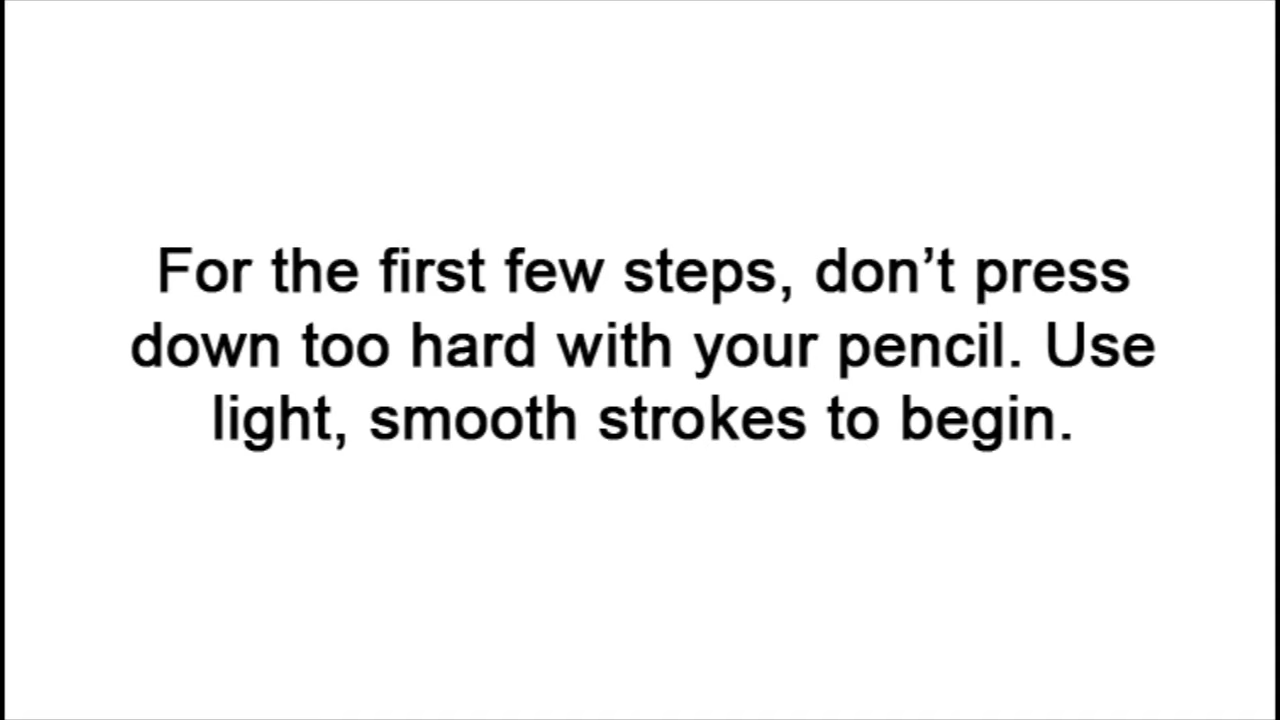 For the first few steps, don’t press
down too hard with your pencil. Use
light, smooth strokes to begin.